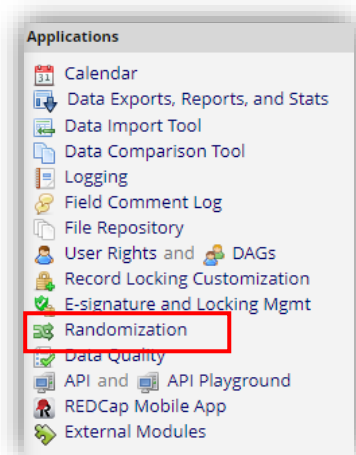 Applications
31 Calendar
Data Exports, Reports, and Stats
Data Import Tool
Data Comparison Tool
Logging
Field Comment Log
File Repository
User Rights and DAGs
Record Locking Customization
E-signature and Locking Mgmt
Randomization
Data Quality
API and API Playground
REDCap Mobile App
External Modules